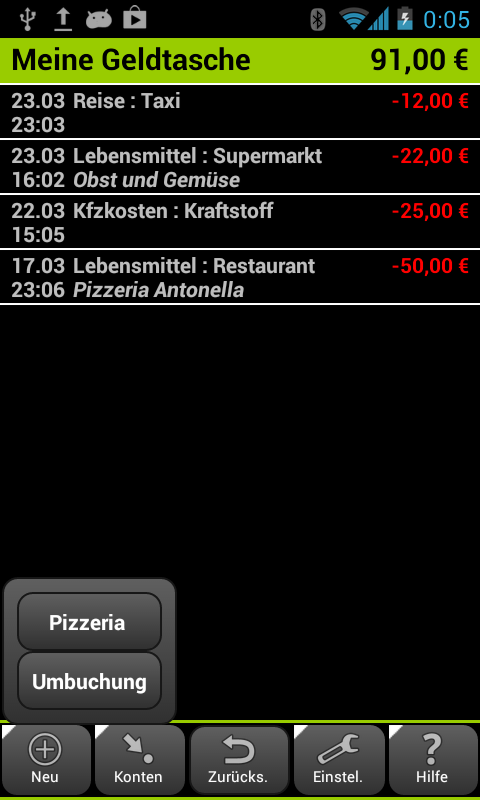 0:05
Meine Geldtasche 91,00 €
23.03 Reise : Taxi -12,00 €
23:03
23.03 Lebensmittel : Supermarkt -22,00 €
16:02 Obst und Gemüse
22.03 Kfzkosten : Kraftstoff -25,00 €
15:05
17.03 Lebensmittel : Restaurant -50,00 €
23:06 Pizzeria Antonella
Pizzeria
Umbuchung
Neu Konten Zurücks. Einstel. Hilfe